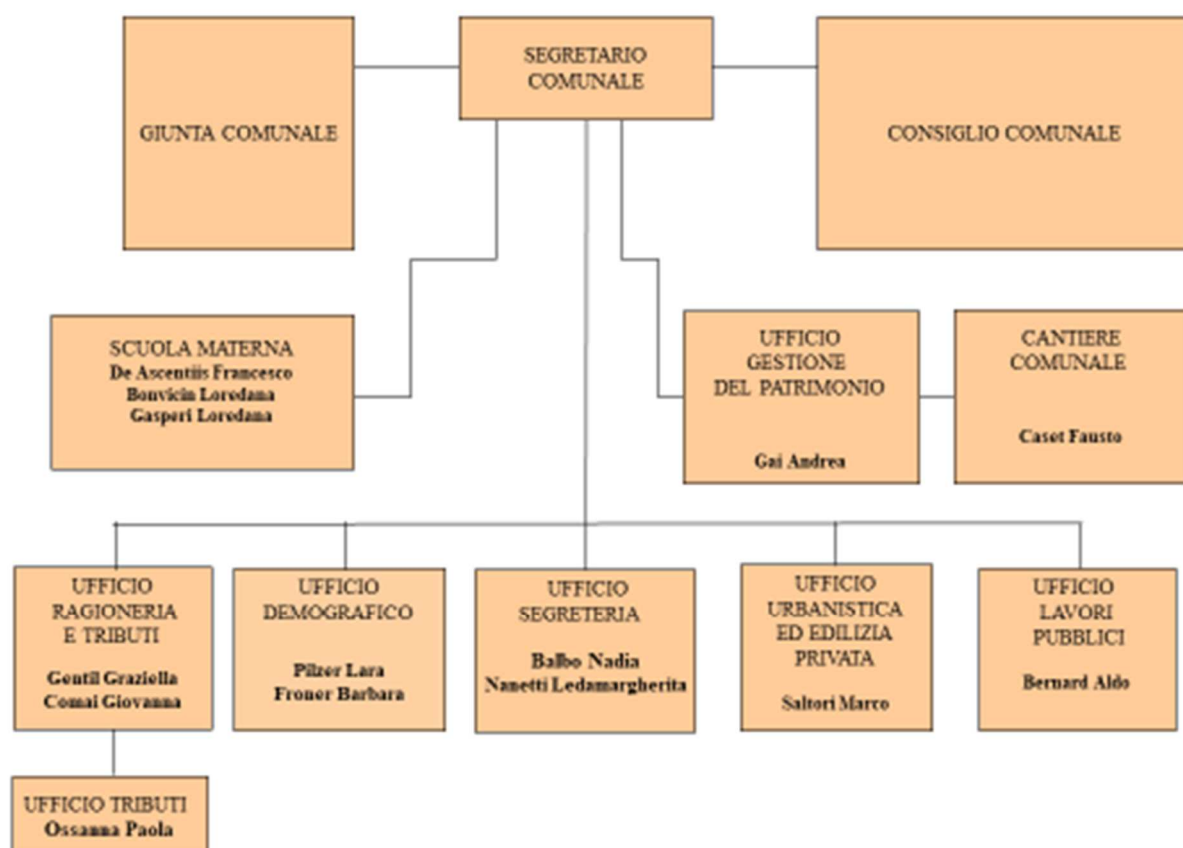 SEGRETARIO
COMUNALE
GIUNTA COMUNALE
CONSIGLIO COMUNALE
SCUOLA MATERNA
De Ascentiis Francesco
Bonvicin Loredana
Gasperi Loredana
UFFICIO
GESTIONE
DEL PATRIMONIO
Gai Andrea
CANTIERE
COMUNALE
Caset Fausto
UFFICIO
RAGIONERIA
E TRIBUTI
Gentil Graziella
Comai Giovanna
UFFICIO
DEMOGRAFICO
Pilzer Lara
Froner Barbara
UFFICIO
SEGRETERIA
Balbo Nadia
Nanetti Ledamargherita
UFFICIO
URBANISTICA
ED EDILIZIA
PRIVATA
Saltori Marco
UFFICIO
LAVORI
PUBBLICI
Bernard Aldo
UFFICIO TRIBUTI
Ossanna Paola